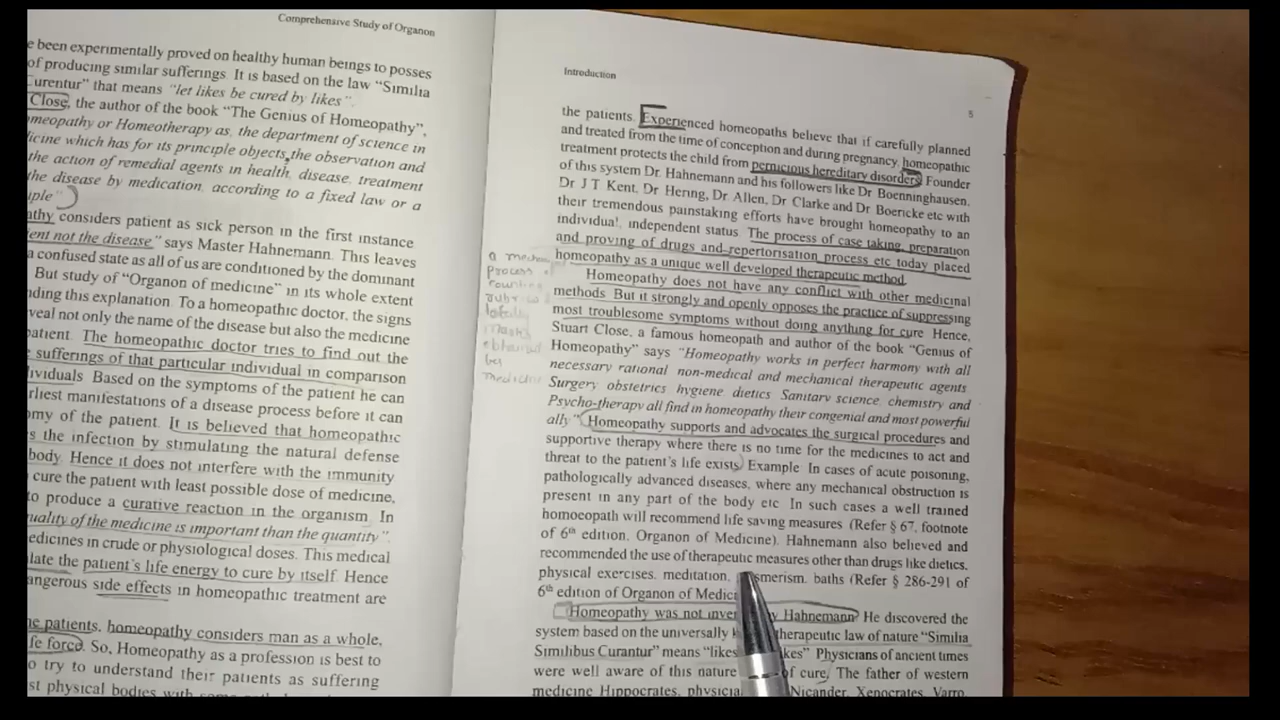 Comprehensive Study of Organon
e been experimentally proved on healthy human beings to posses
of producing similar sufferings. It is based on the law "Similia
Curentur" that means "let likes be cured by likes".
Close, the author of the book "The Genius of Homeopathy",
meopathy or Homeotherapy as, the department of science in
licine which has for its principle objects, the observation and
the action of remedial agents in health, disease, treatment
the disease by medication, according to a fixed law or a
iple"
athy considers patient as sick person in the first instance
ient not the disease" says Master Hahnemann. This leaves
a confused state as all of us are conditioned by the dominant
But study of "Organon of medicine" in its whole extent
nding this explanation. To a homeopathic doctor, the signs
veal not only the name of the disease but also the medicine
patient. The homeopathic doctor tries to find out the
e sufferings of that particular individual in comparison
dividuals. Based on the symptoms of the patient he can
rliest manifestations of a disease process before it can
omy of the patient. It is believed that homeopathic
s the infection by stimulating the natural defense
body. Hence it does not interfere with the immunity
cure the patient with least possible dose of medicine,
to produce a curative reaction in the organism. In
uality of the medicine is important than the quantity".
edicines in crude or physiological doses. This medical
late the patient's life energy to cure by itself. Hence
angerous side effects in homeopathic treatment are
he patients, homeopathy considers man as a whole,
fe force. So, Homeopathy as a profession is best to
o try to understand their patients as suffering
st physical bodies with
Introduction
5
the patients. Experienced homeopaths believe that if carefully planned
and treated from the time of conception and during pregnancy, homeopathic
treatment protects the child from pernicious hereditary disorders. Founder
of this system Dr. Hahnemann and his followers like Dr Boenninghausen,
Dr J T Kent, Dr Hering, Dr Allen, Dr Clarke and Dr Boericke etc with
their tremendous painstaking efforts have brought homeopathy to an
individual, independent status. The process of case taking, preparation
and proving of drugs and repertorisation process etc today placed
homeopathy as a unique well developed therapeutic method.
Homeopathy does not have any conflict with other medicinal
methods. But it strongly and openly opposes the practice of suppressing
most troublesome symptoms without doing anything for cure. Hence,
Stuart Close, a famous homeopath and author of the book "Genius of
Homeopathy" says "Homeopathy works in perfect harmony with all
necessary rational non-medical and mechanical therapeutic agents
Surgery obstetrics hygiene dietics Sanitary science, chemistry and
Psycho-therapy all find in homeopathy their congenial and most powerful
ally". Homeopathy supports and advocates the surgical procedures and
supportive therapy where there is no time for the medicines to act and
threat to the patient's life exists. Example: In cases of acute poisoning,
pathologically advanced diseases, where any mechanical obstruction is
present in any part of the body etc. In such cases a well trained
homoeopath will recommend life saving measures (Refer § 67, footnote
of 6th edition, Organon of Medicine). Hahnemann also believed and
recommended the use of therapeutic measures other than drugs like dietics,
physical exercises, meditation, smerism, baths (Refer § 286-291 of
6th edition of Organon of Medici
Homeopathy was not inve y Hahnemann. He discovered the
system based on the universally therapeutic law of nature "Similia
Similibus Curantur" means "likes kes" Physicians of ancient times
were well aware of this nature of cure. The father of western
medicine Hippocrates, physicia Nicander, Xenocrates, Varro,
a
process of
counting
totally
marks
obtained
by
medicine